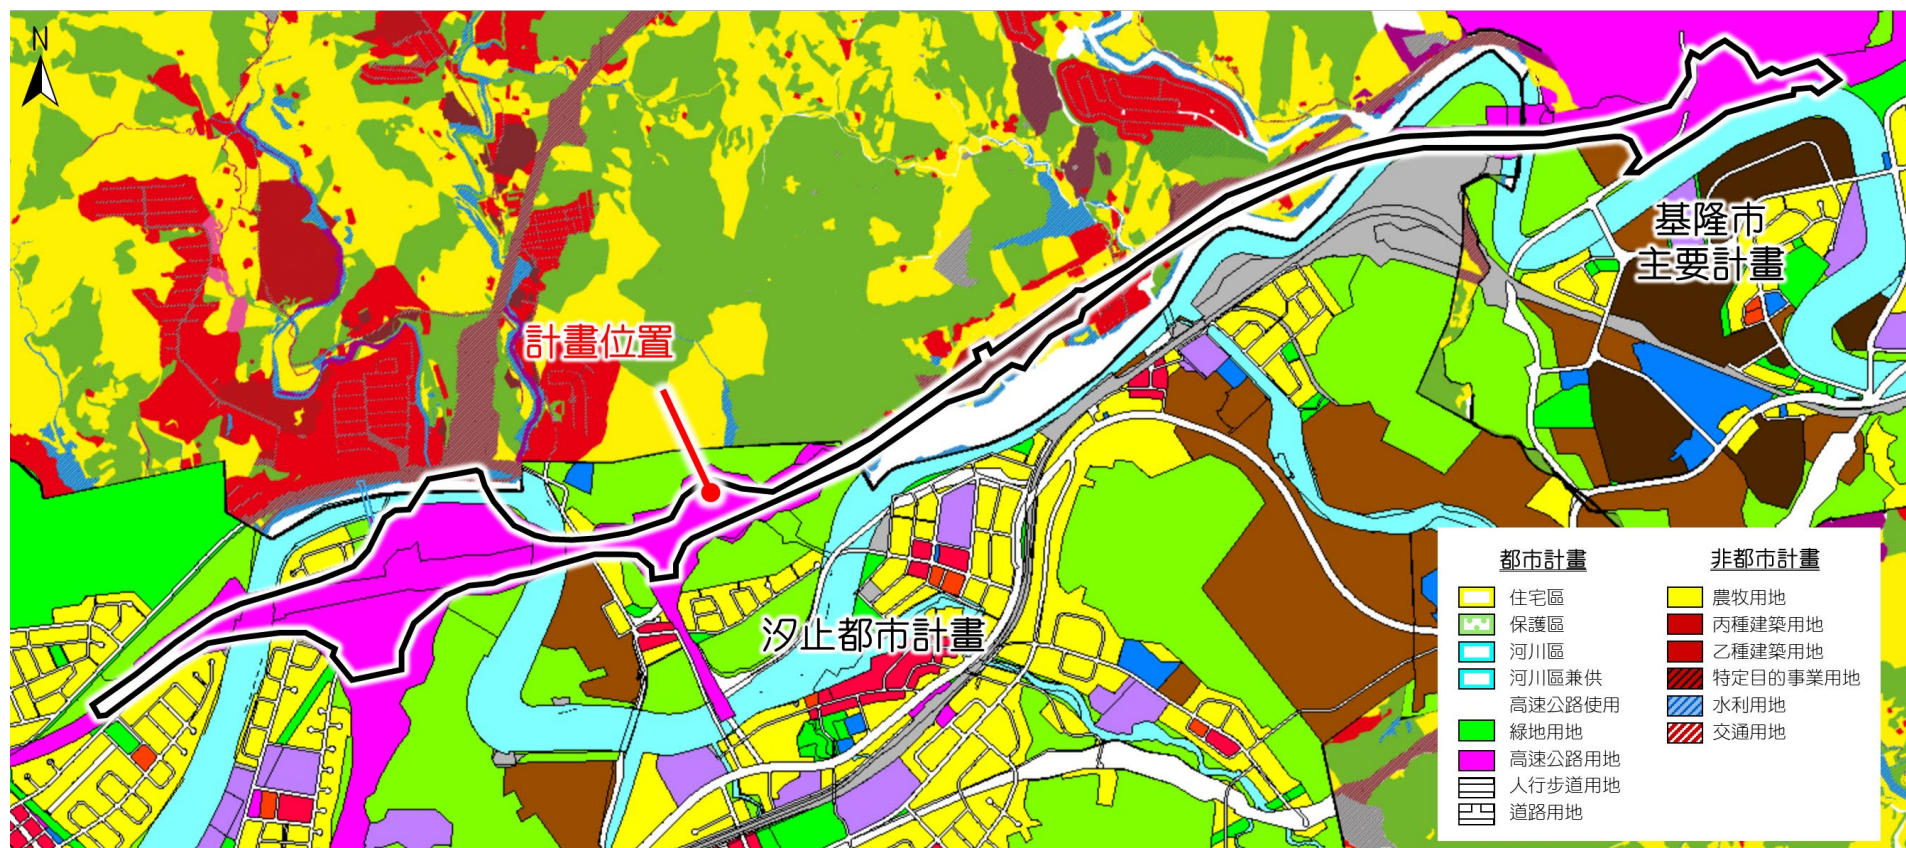 N
基隆市
主要計畫
計畫位置
汐止都市計畫
都市計畫
住宅區
保護區
河川區
河川區兼供
高速公路使用
綠地用地
高速公路用地
人行步道用地
道路用地
非都市計畫
農牧用地
丙種建築用地
乙種建築用地
特定目的事業用地
水利用地
交通用地